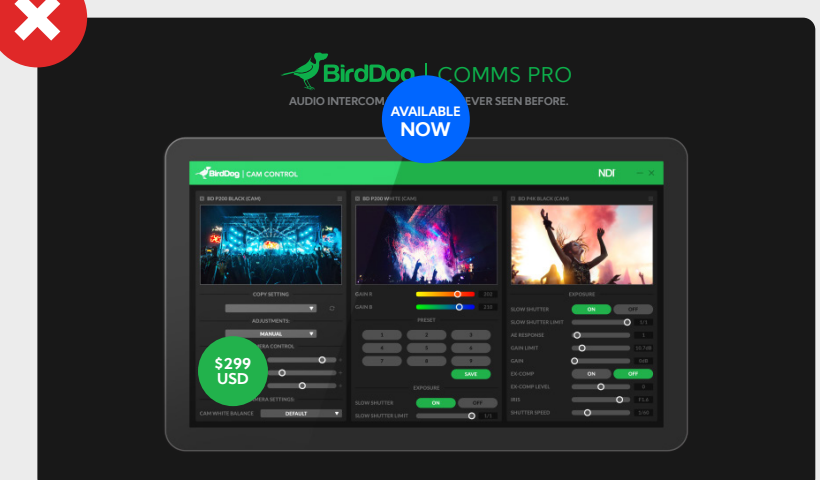 BirdDog | COMMS PRO
AUDIO INTERCOM EVER SEEN BEFORE.
AVAILABLE
NOW
BirdDog | CAM CONTROL
NDI
BD P200 BLACK (CAM)
BD P200 WHITE (CAM)
BD P4K BLACK (CAM)
COPY SETTING
ADJUSTMENTS:
MANUAL
$299
USD
CAM WHITE BALANCE
DEFAULT
GAIN R
GAIN B
PRESET
1 2 3
4 5 6
7 8 9
SAVE
EXPOSURE
SLOW SHUTTER ON OFF
SLOW SHUTTER LIMIT
EXPOSURE
SLOW SHUTTER ON OFF
SLOW SHUTTER LIMIT
AE RESPONSE
GAIN LIMIT
GAIN
EX-COMP ON OFF
EX-COMP LEVEL 0
IRIS
SHUTTER SPEED